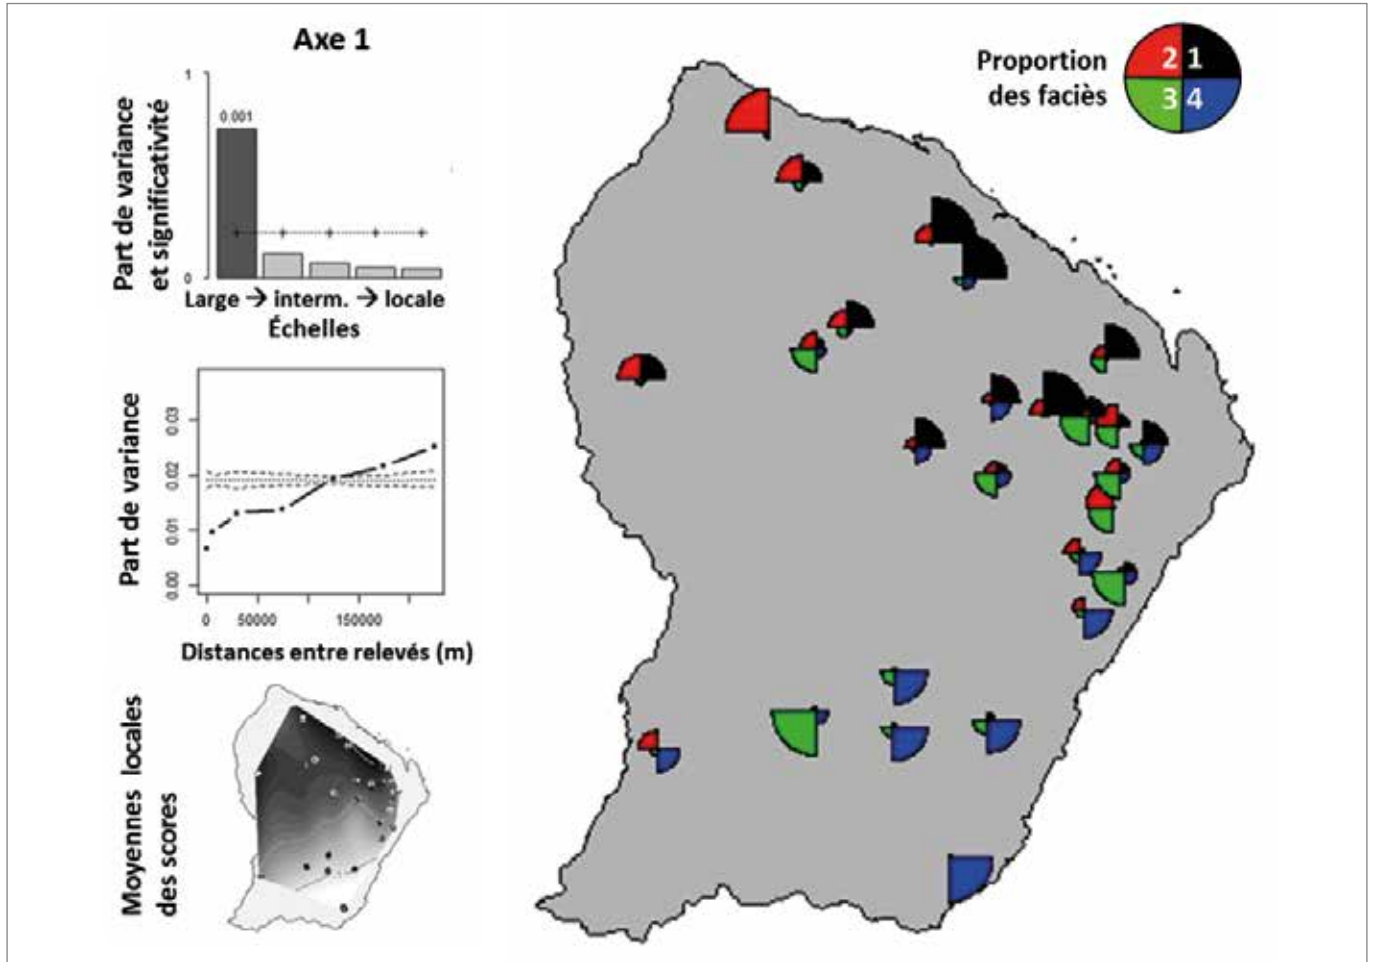 Axe 1
Part de variance
et significativité
1
0.001
0
Large → interm. → locale
Échelles
Part de variance
0.03
0.02
0.01
0.00
0
50000
150000
Distances entre relevés (m)
Moyennes locales
des scores
Proportion
des faciès
2 1
3 4